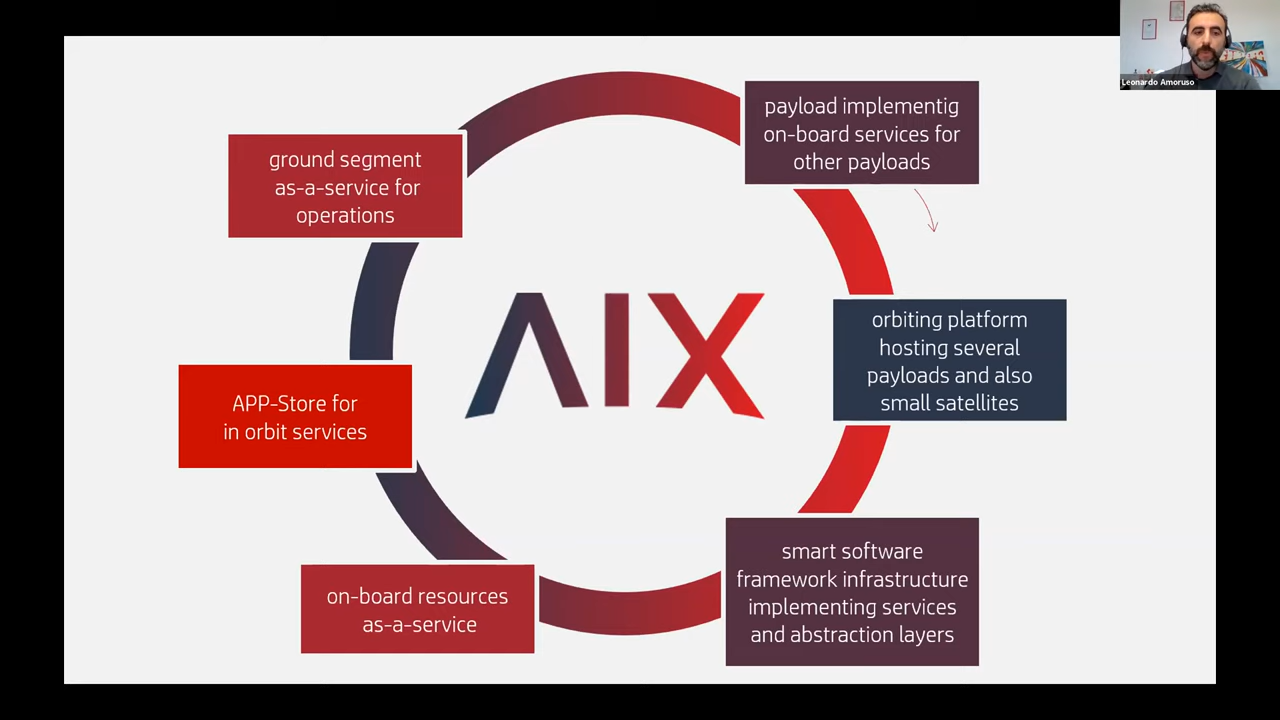 Leonardo Amoruso
payload implementig
on-board services for
other payloads
orbiting platform
hosting several
payloads and also
small satellites
smart software
framework infrastructure
implementing services
and abstraction layers
on-board resources
as-a-service
APP-Store for
in orbit services
ground segment
as-a-service for
operations
AIX